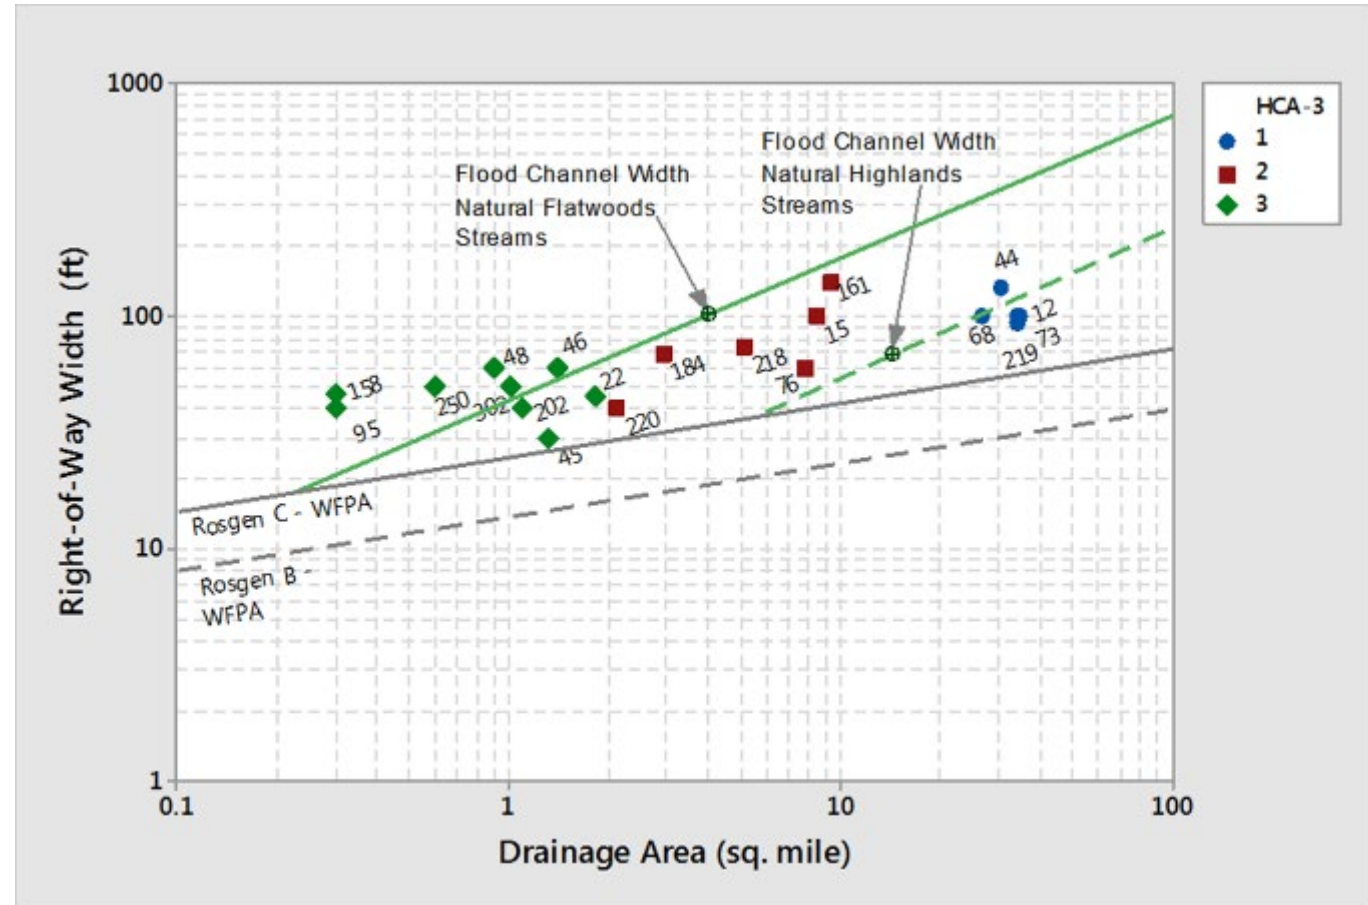 1000
100
10
1
0.1
1
10
100
Right-of-Way Width (ft)
Drainage Area (sq. mile)
HCA-3
1
2
3
Flood Channel Width
Natural Flatwoods
Streams
Flood Channel Width
Natural Highlands
Streams
44
161
12
68
73
15
219
46
48
184
218
76
158
22
250
302
202
220
95
45
Rosgen C - WFPA
Rosgen B -
WFPA